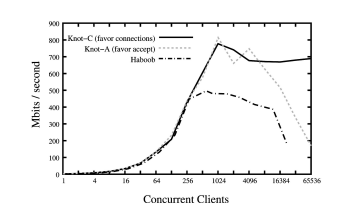 900
800
700
600
500
400
300
200
100
0
Mbits / second
Knot-C (favor connections)
Knot-A (favor accept)
Haboob
1 4 16 64 256 1024 4096 16384 65536
Concurrent Clients